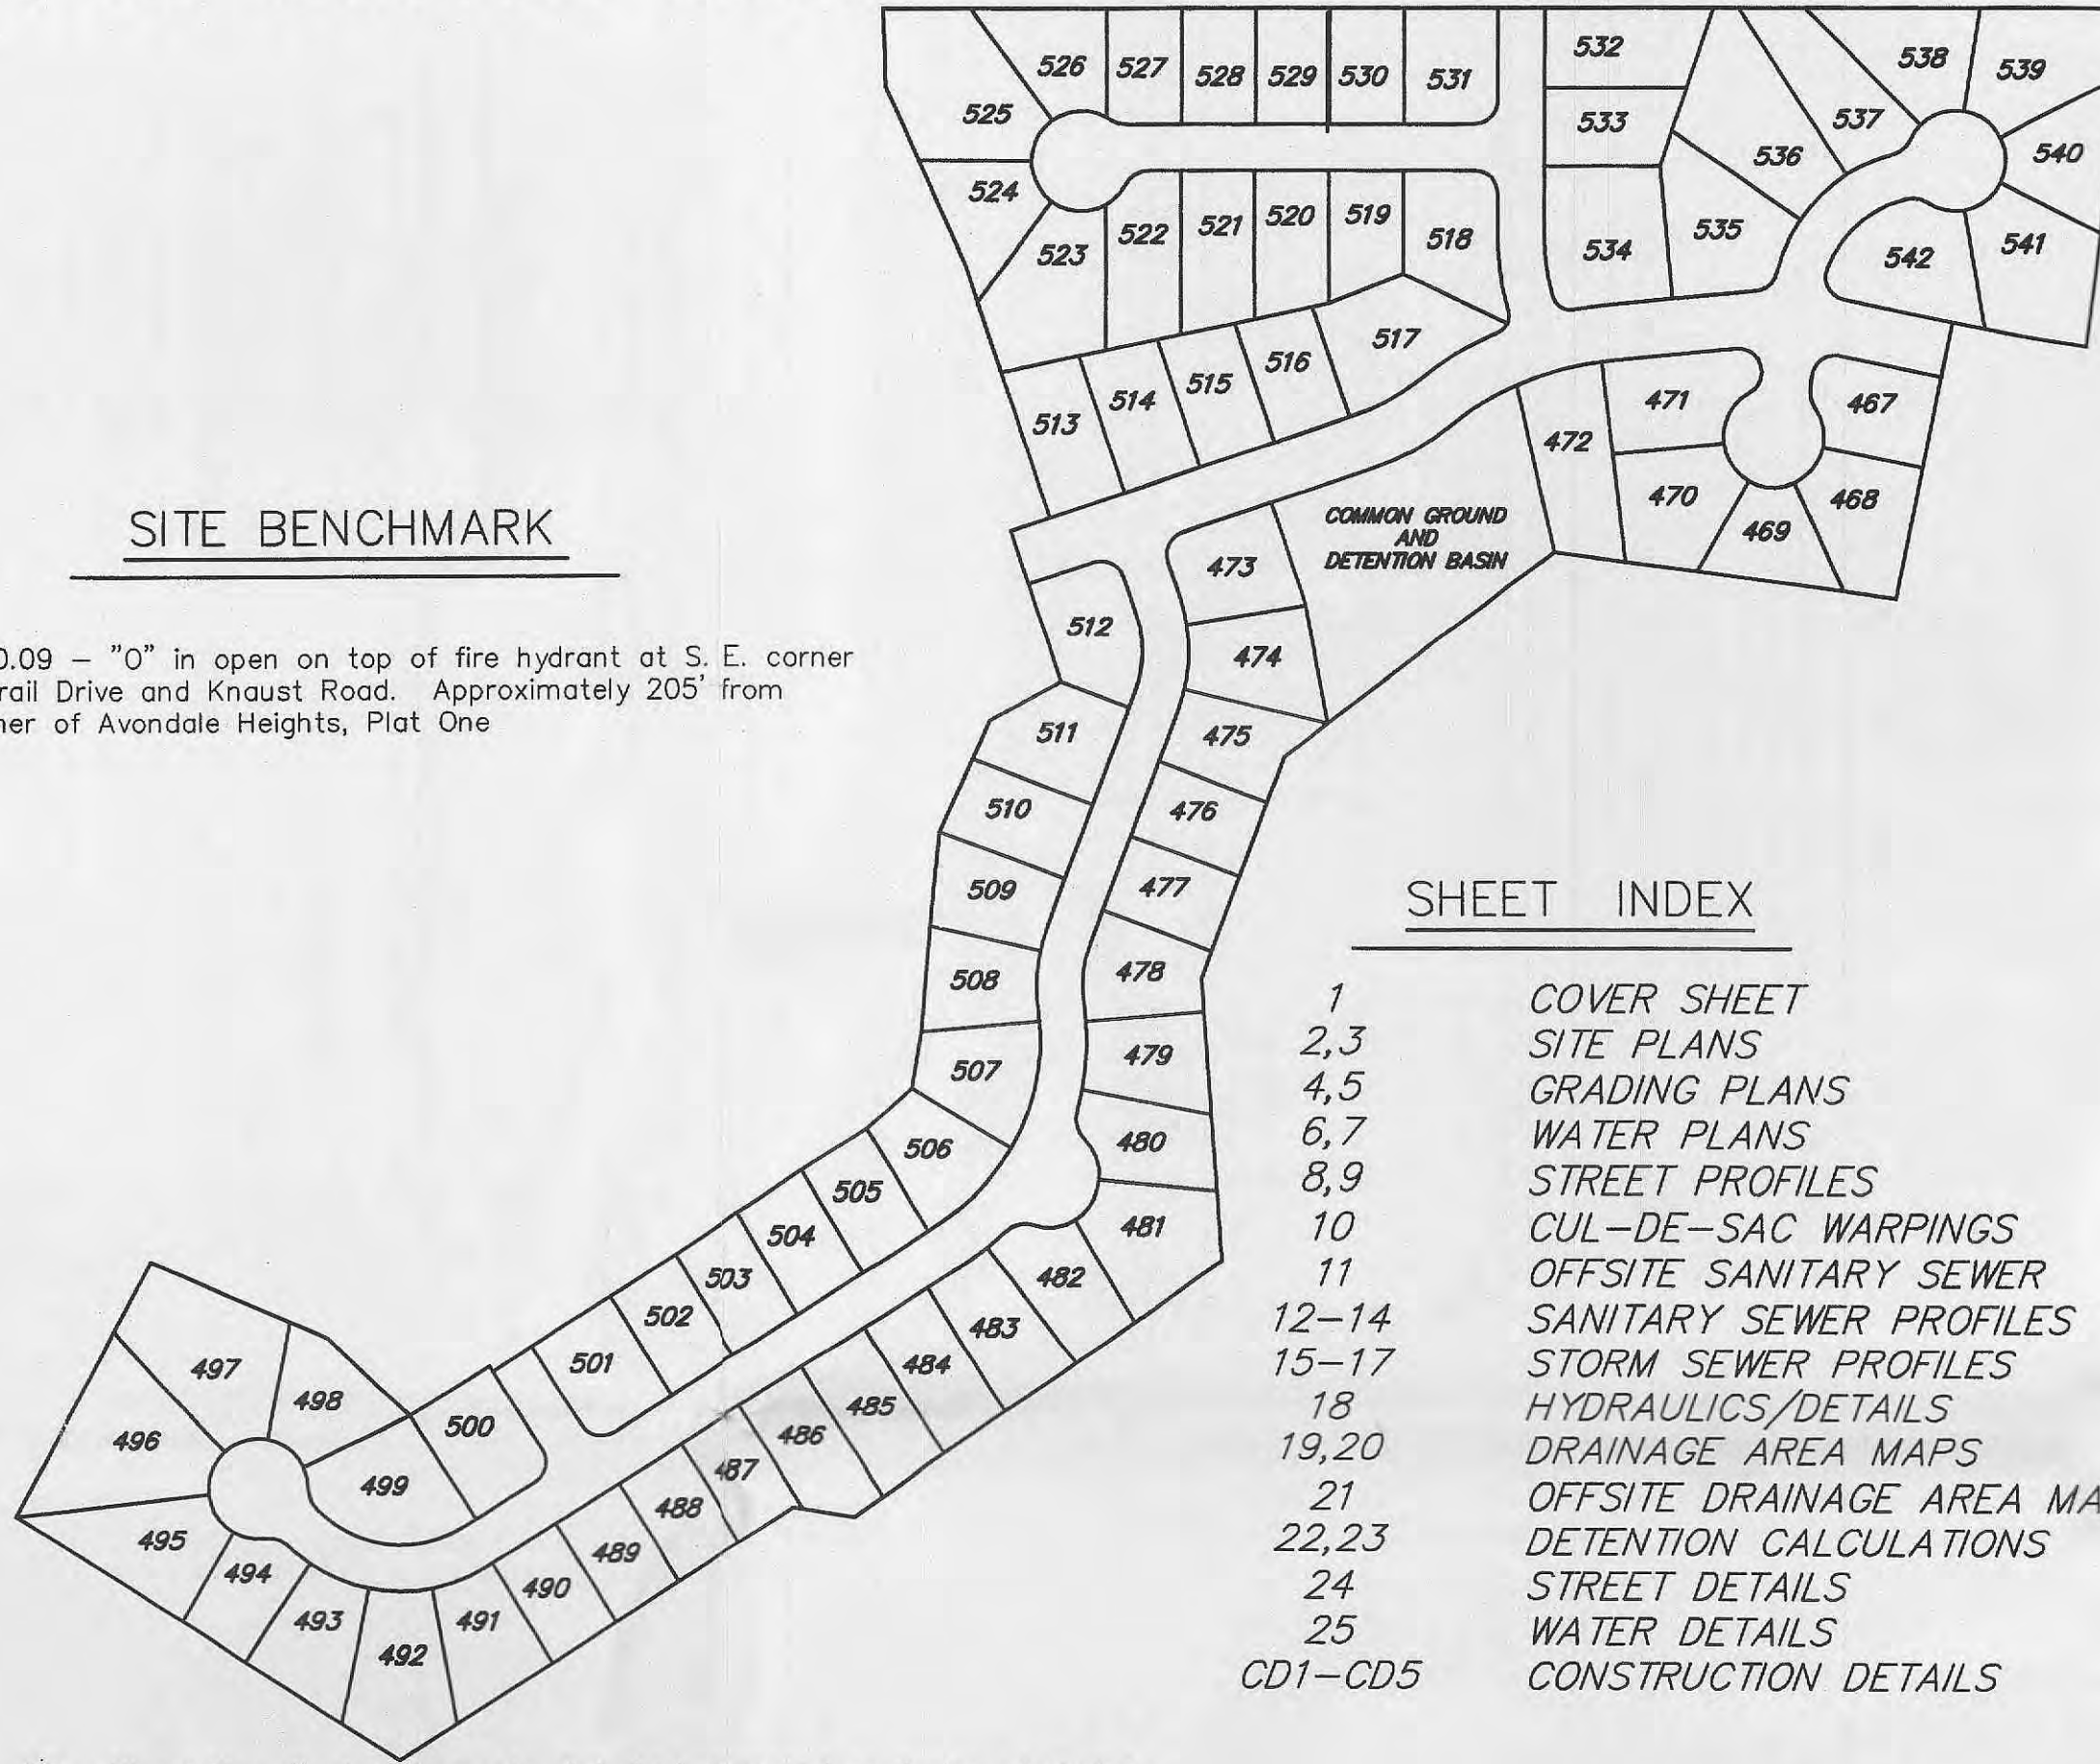 526 527 528 529 530 531 532 538 539
525 533 537
536 540
524
522 521 520 519 518 534 535 542 541
523
517
516
515
514
513
471 467
472
470 468
469
COMMON GROUND
AND
DETENTION BASIN
473
512
474
511 475
510 476
509 477
508 478
507 479
506 480
505
504 481
503 482
502 483
501 484
497
498 485
500 486
496
499 487
488
495 489
494 490
493 491
492
SITE BENCHMARK
0.09 – "O" in open on top of fire hydrant at S. E. corner
rail Drive and Knaust Road. Approximately 205' from
ner of Avondale Heights, Plat One
SHEET INDEX
1 COVER SHEET
2,3 SITE PLANS
4,5 GRADING PLANS
6,7 WATER PLANS
8,9 STREET PROFILES
10 CUL–DE–SAC WARPINGS
11 OFFSITE SANITARY SEWER
12–14 SANITARY SEWER PROFILES
15–17 STORM SEWER PROFILES
18 HYDRAULICS/DETAILS
19,20 DRAINAGE AREA MAPS
21 OFFSITE DRAINAGE AREA MA
22,23 DETENTION CALCULATIONS
24 STREET DETAILS
25 WATER DETAILS
CD1–CD5 CONSTRUCTION DETAILS